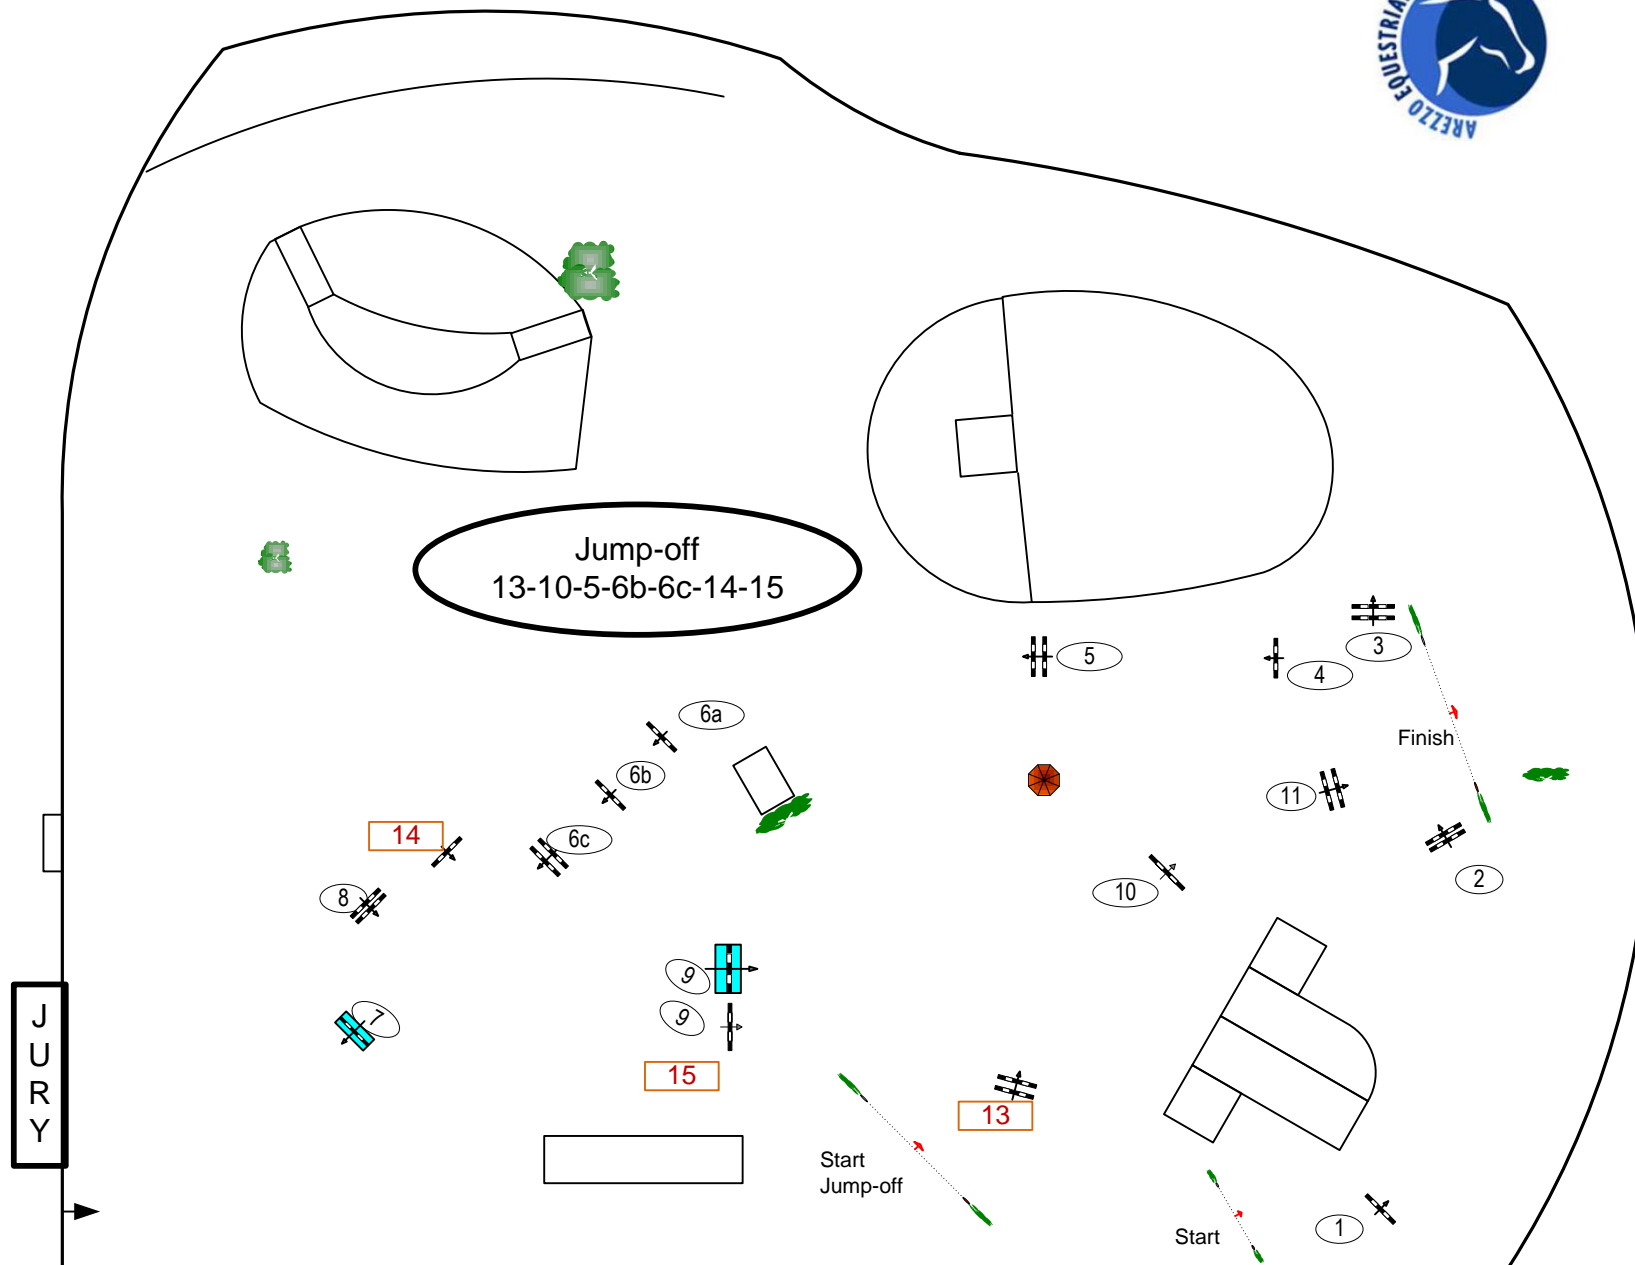 AREZZO EQUESTRIA
Jump-off
13-10-5-6b-6c-14-15
3
5
4
6a
Finish
6b
11
14
6c
8
10
2
9
J
U
R
Y
7
9
15
13
Start
Jump-off
Start
1